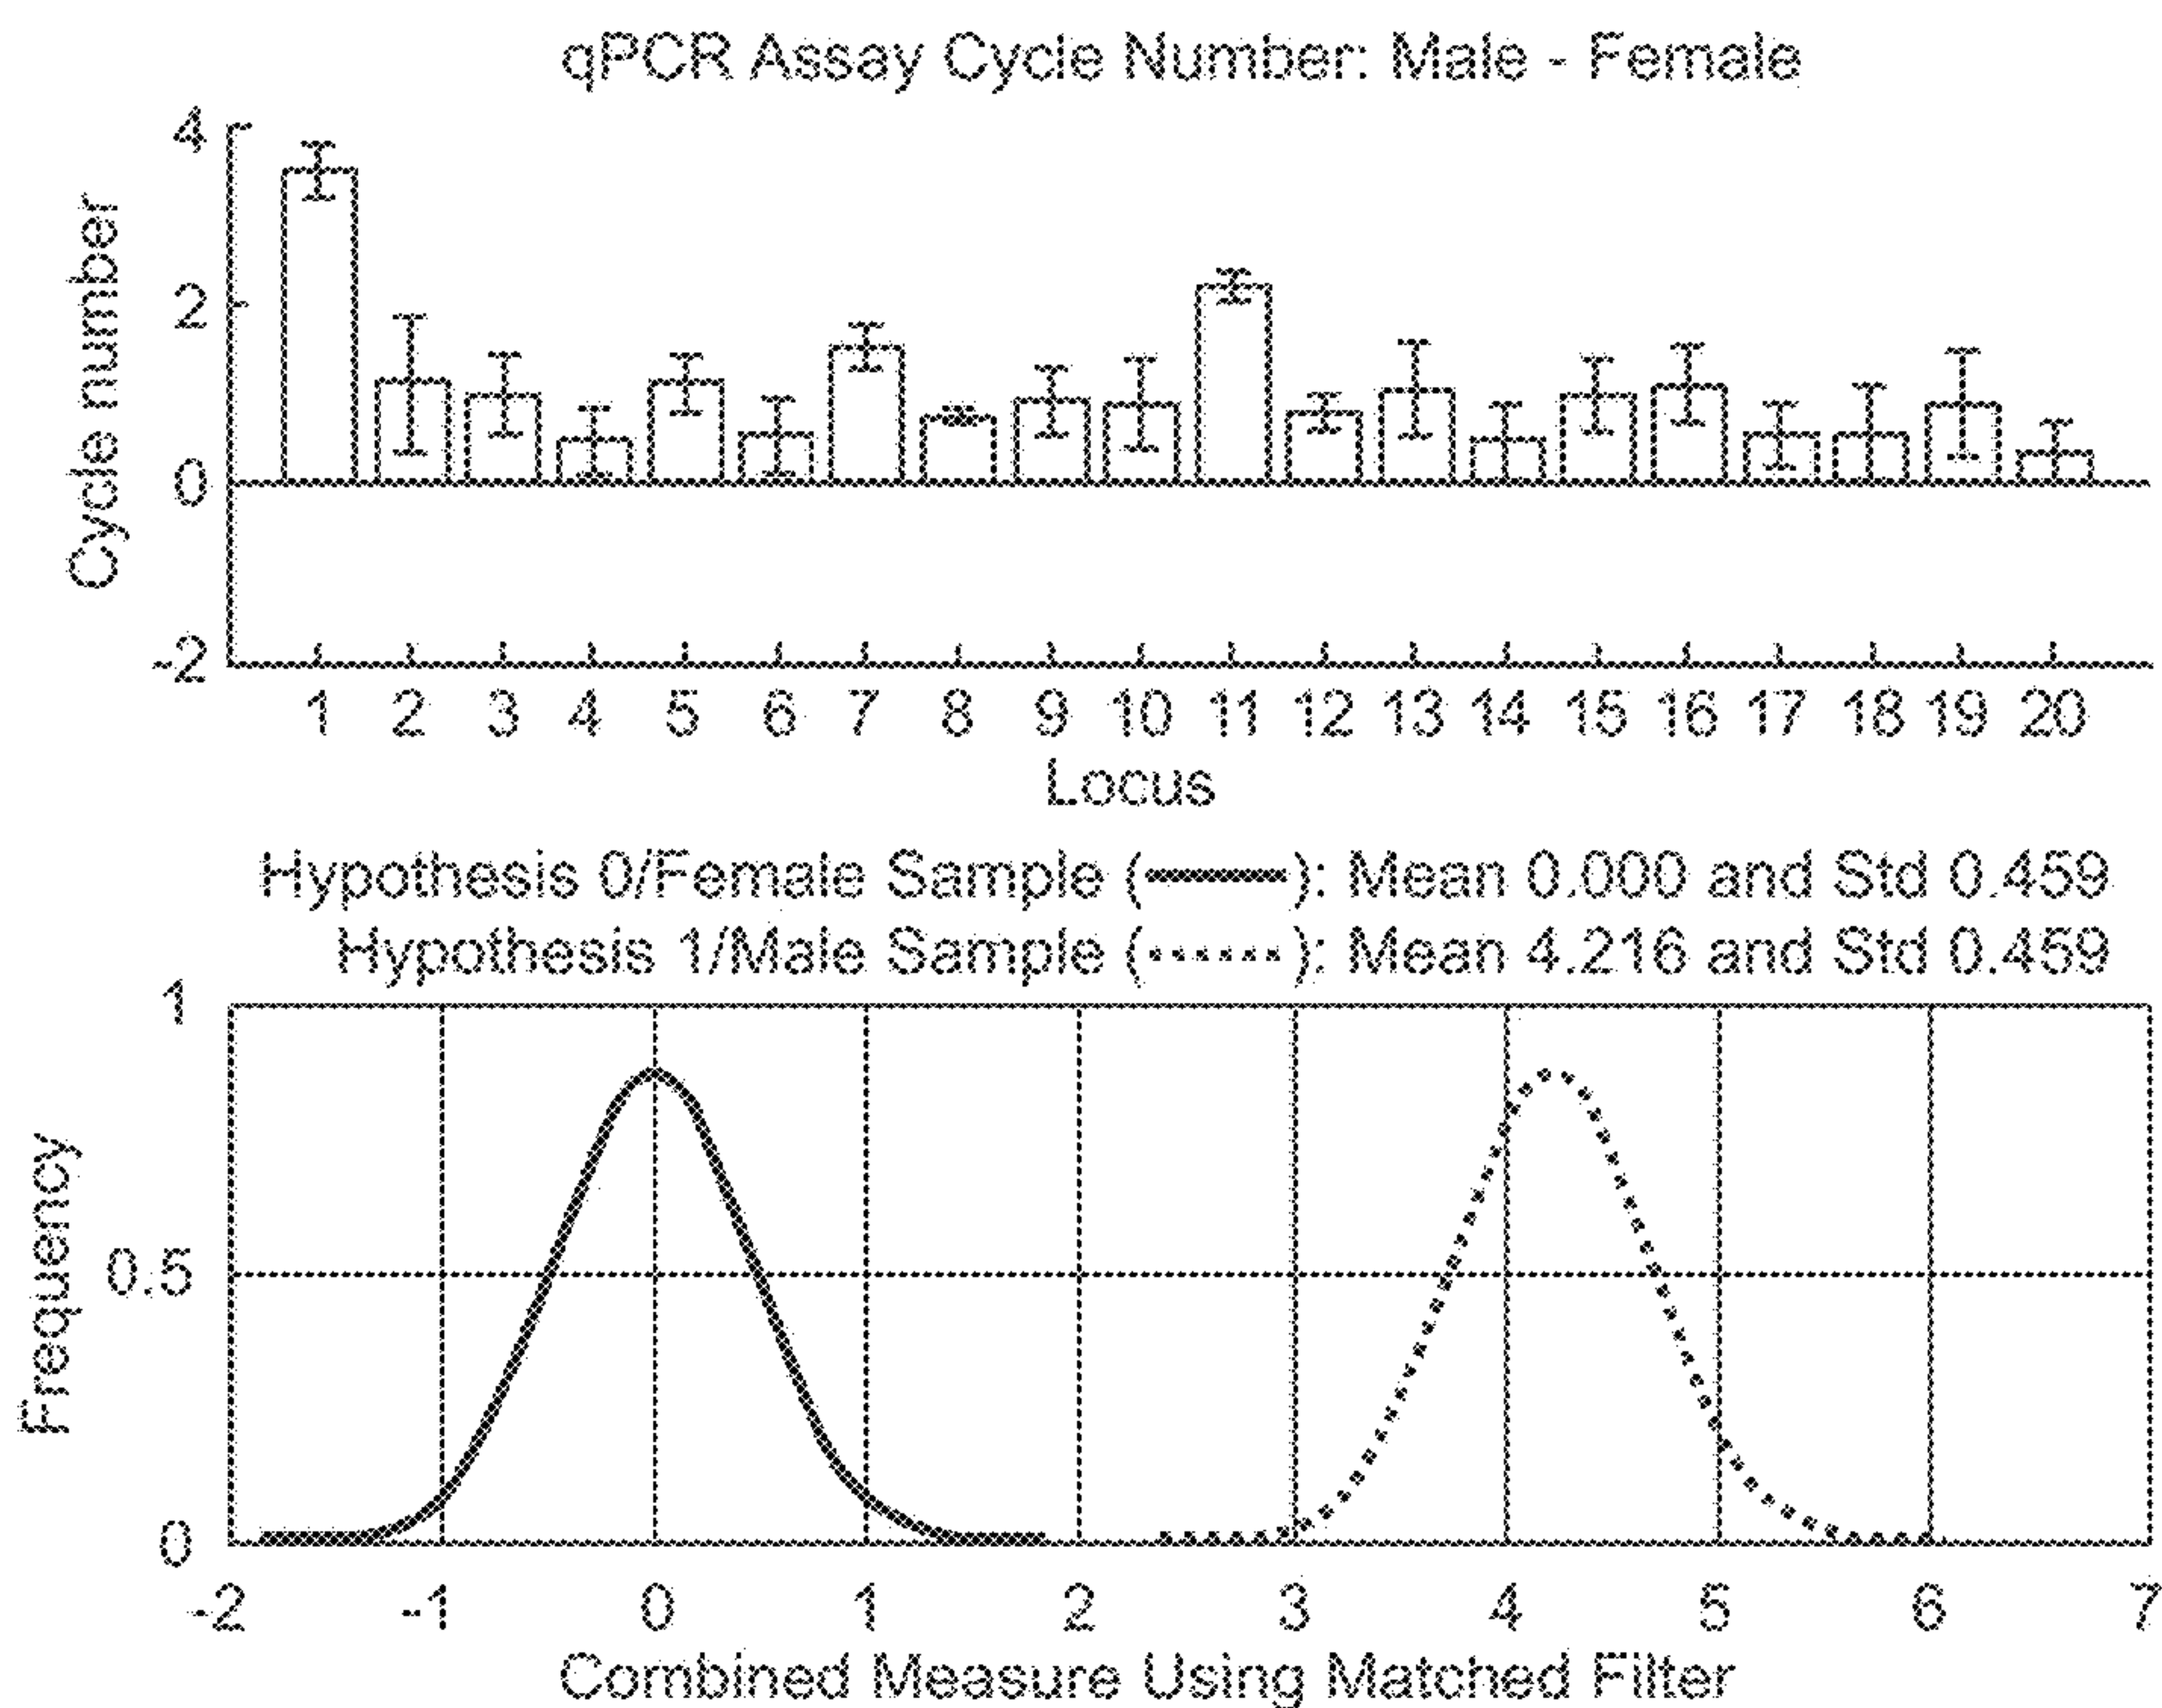 qPCR Assay Cycle Number: Male - Female
4
2
0
-2
Cycle number
1 2 3 4 5 6 7 8 9 10 11 12 13 14 15 16 17 18 19 20
Locus
Hypothesis 0/Female Sample (———): Mean 0.000 and Std 0.459
Hypothesis 1/Male Sample (······): Mean 4.216 and Std 0.459
1
0.5
0
Frequency
-2 -1 0 1 2 3 4 5 6 7
Combined Measure Using Matched Filter